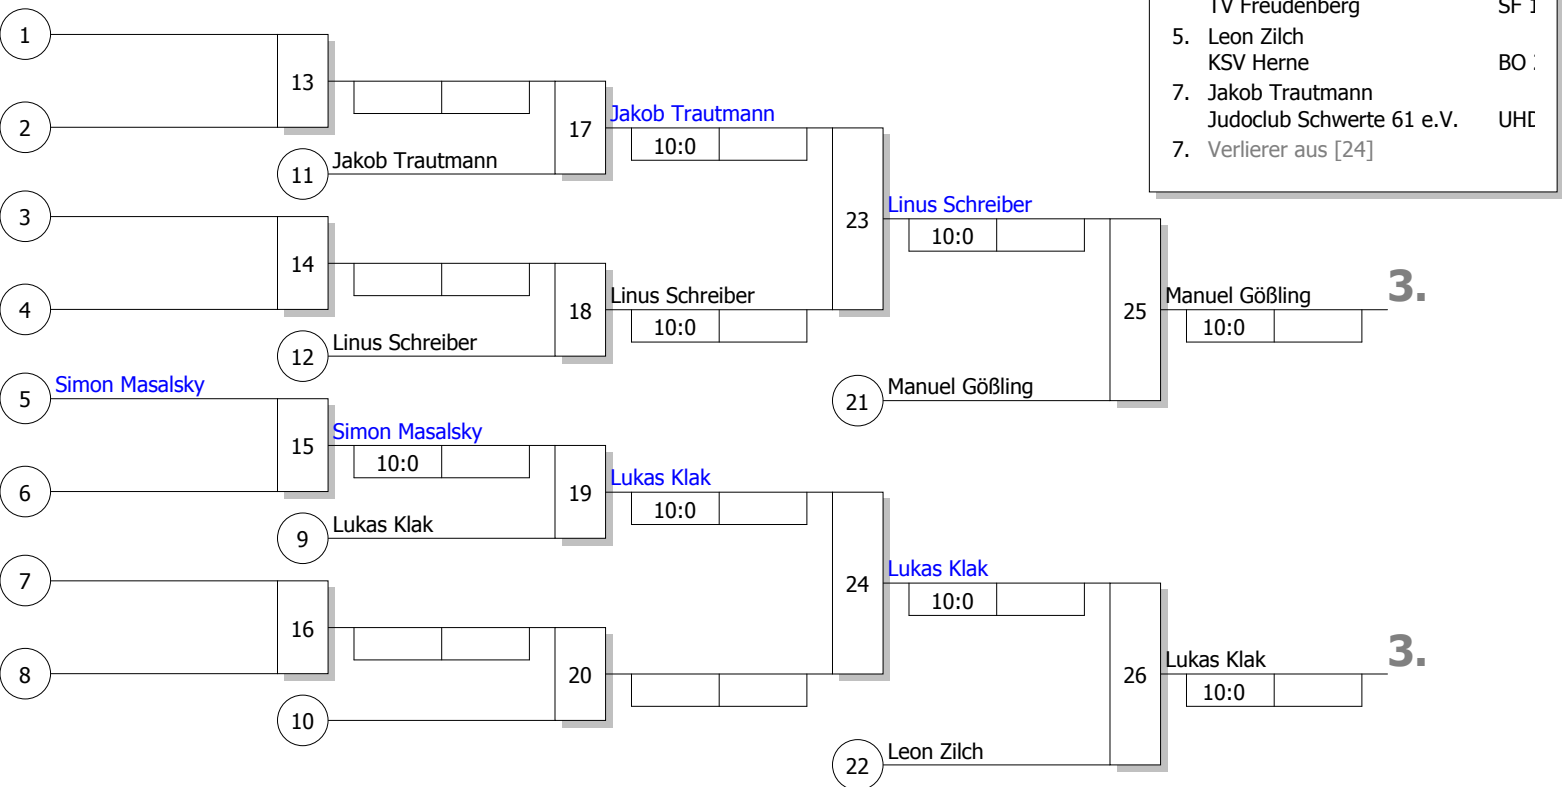 TV Freudenberg SF
5. Leon Zilch
KSV Herne BO
7. Jakob Trautmann
Judoclub Schwerte 61 e.V.
7. Verlierer aus [24]
1
13
2
17
Jakob Trautmann
10:0
11
Jakob Trautmann
3
23
Linus Schreiber
10:0
14
4
18
Linus Schreiber
10:0
25
Manuel Gößling
10:0
3.
12
Linus Schreiber
5
Simon Masalsky
21
Manuel Gößling
15
Simon Masalsky
10:0
6
19
Lukas Klak
10:0
9
Lukas Klak
7
24
Lukas Klak
10:0
16
8
20
26
Lukas Klak
10:0
3.
10
22
Leon Zilch